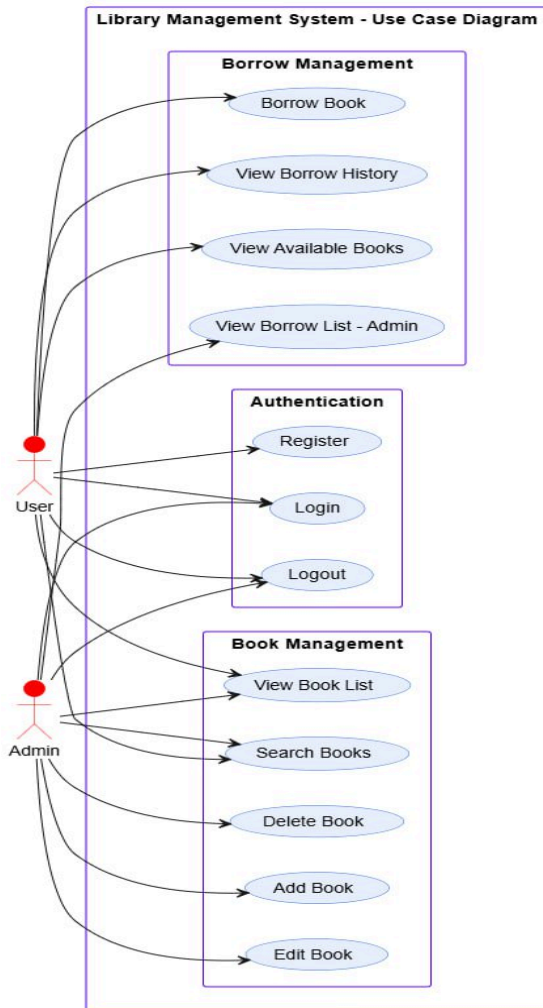 Library Management System - Use Case Diagram
Borrow Management
Borrow Book
View Borrow History
View Available Books
View Borrow List - Admin
Authentication
Register
Login
Logout
User
Book Management
View Book List
Search Books
Delete Book
Add Book
Edit Book
Admin